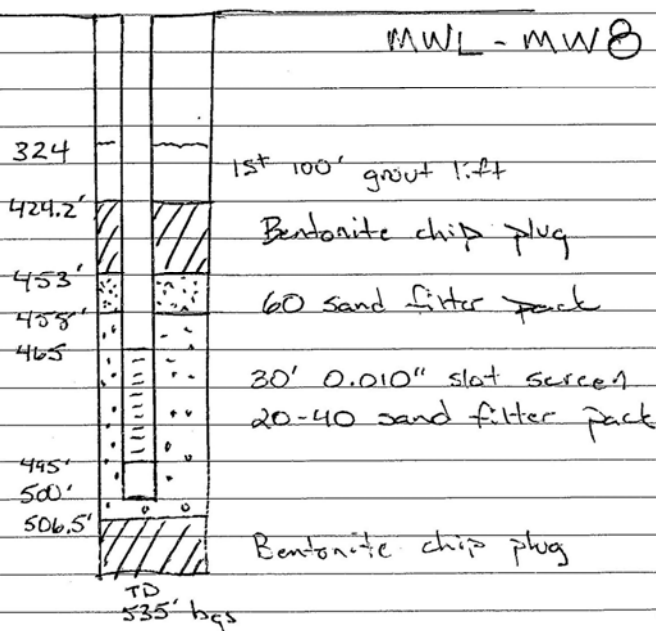 MWL-MW8
324
1st 100' grout lift
424.2'
Bentonite chip plug
453'
60 sand filter pack
458'
465
30' 0.010" slot screen
20-40 sand filter pack
495'
500'
506.5'
Bentonite chip plug
TD
535' bgs